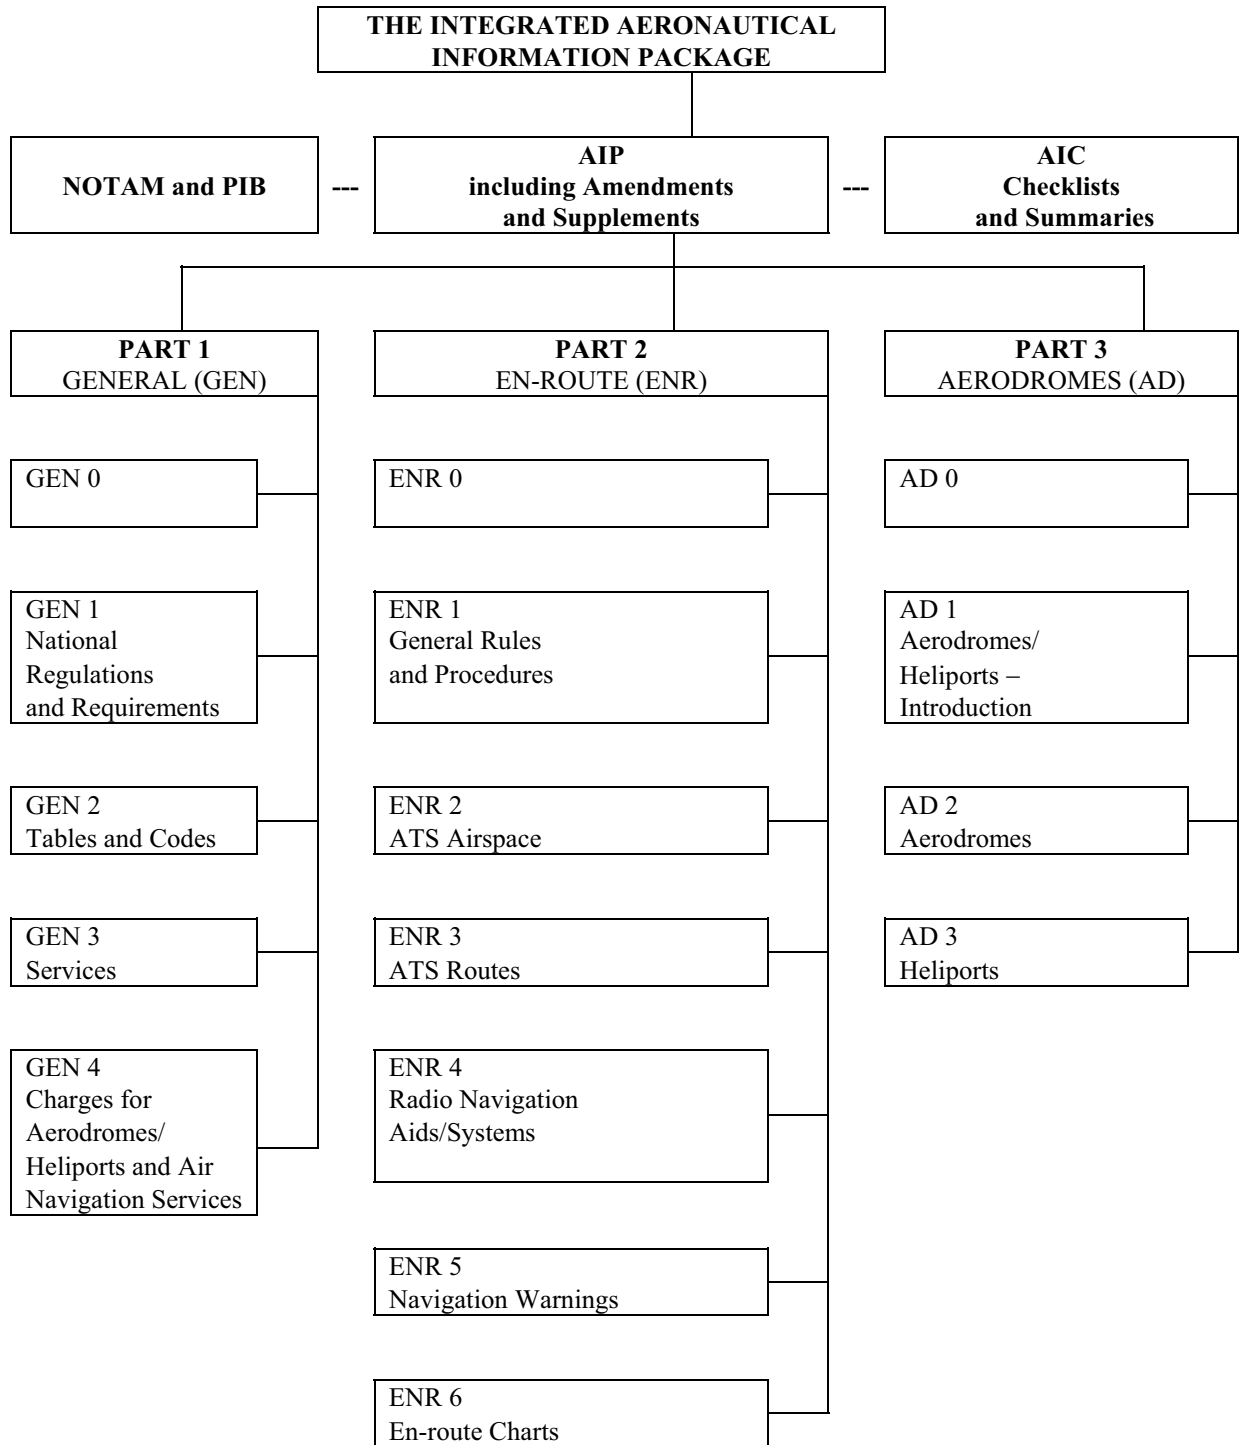 THE INTEGRATED AERONAUTICAL
INFORMATION PACKAGE
NOTAM and PIB
---
AIP
including Amendments
and Supplements
---
AIC
Checklists
and Summaries
PART 1
GENERAL (GEN)
PART 2
EN-ROUTE (ENR)
PART 3
AERODROMES (AD)
GEN 0
ENR 0
AD 0
GEN 1
National
Regulations
and Requirements
ENR 1
General Rules
and Procedures
AD 1
Aerodromes/
Heliports –
Introduction
GEN 2
Tables and Codes
ENR 2
ATS Airspace
AD 2
Aerodromes
GEN 3
Services
ENR 3
ATS Routes
AD 3
Heliports
GEN 4
Charges for
Aerodromes/
Heliports and Air
Navigation Services
ENR 4
Radio Navigation
Aids/Systems
ENR 5
Navigation Warnings
ENR 6
En-route Charts